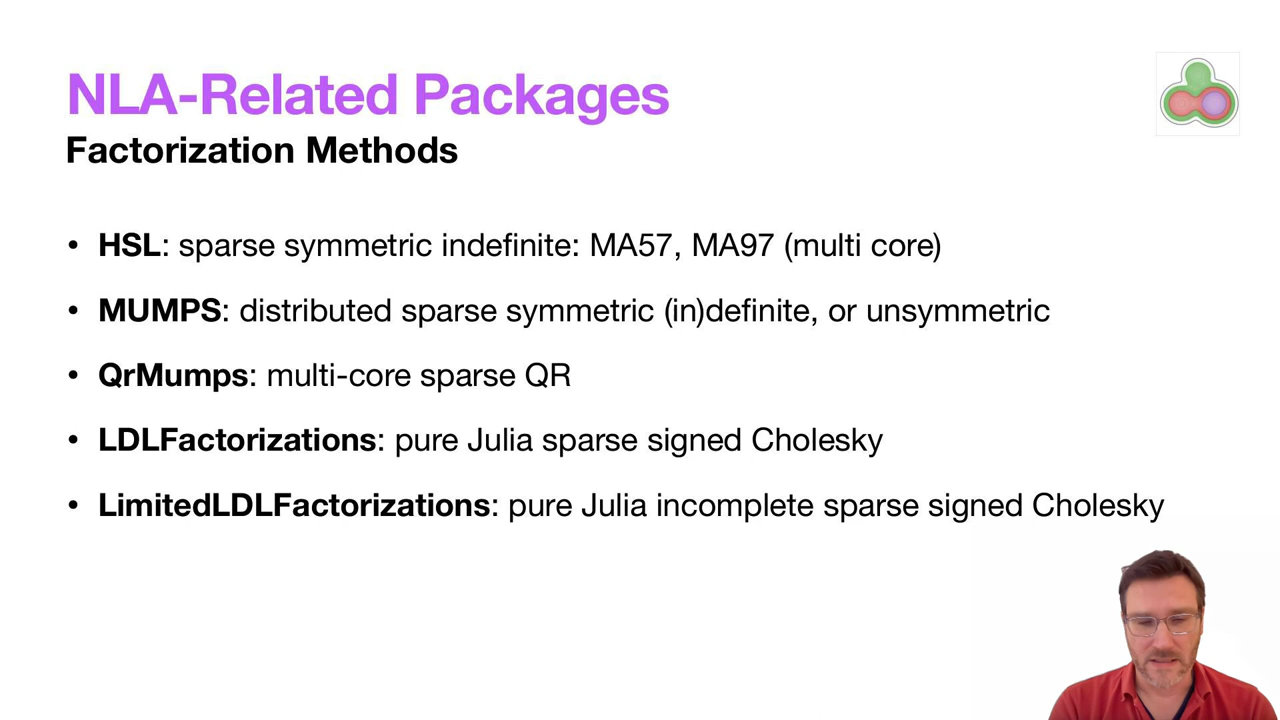 NLA-Related Packages
Factorization Methods
• HSL: sparse symmetric indefinite: MA57, MA97 (multi core)
• MUMPS: distributed sparse symmetric (in)definite, or unsymmetric
• QrMumps: multi-core sparse QR
• LDLFactorizations: pure Julia sparse signed Cholesky
• LimitedLDLFactorizations: pure Julia incomplete sparse signed Cholesky